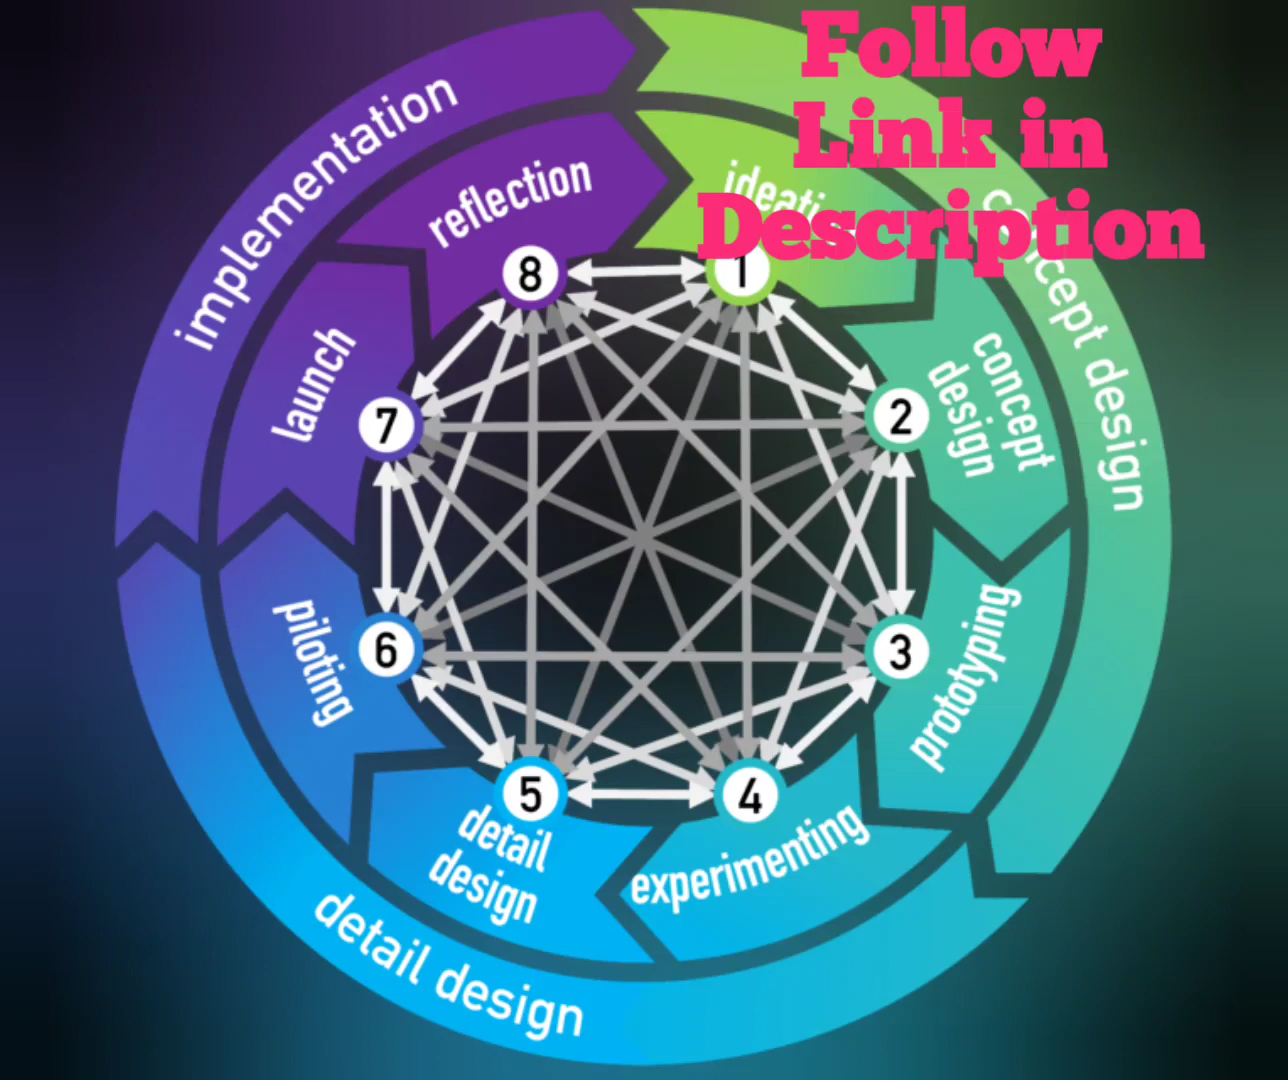 Follow
Link in
Description
implementation
concept design
detail design
reflection
concept
design
prototyping
experimenting
detail
design
piloting
launch
1
2
3
4
5
6
7
8